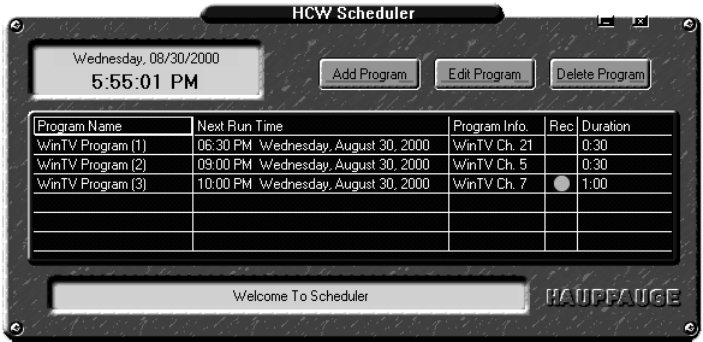 HCW Scheduler
Wednesday, 08/30/2000
5:55:01 PM
Add Program Edit Program Delete Program
Program Name Next Run Time Program Info. Rec Duration
WinTV Program (1) 06:30 PM Wednesday, August 30, 2000 WinTV Ch. 21 0:30
WinTV Program (2) 09:00 PM Wednesday, August 30, 2000 WinTV Ch. 5 0:30
WinTV Program (3) 10:00 PM Wednesday, August 30, 2000 WinTV Ch. 7 1:00
Welcome To Scheduler
HAUPPAUGE